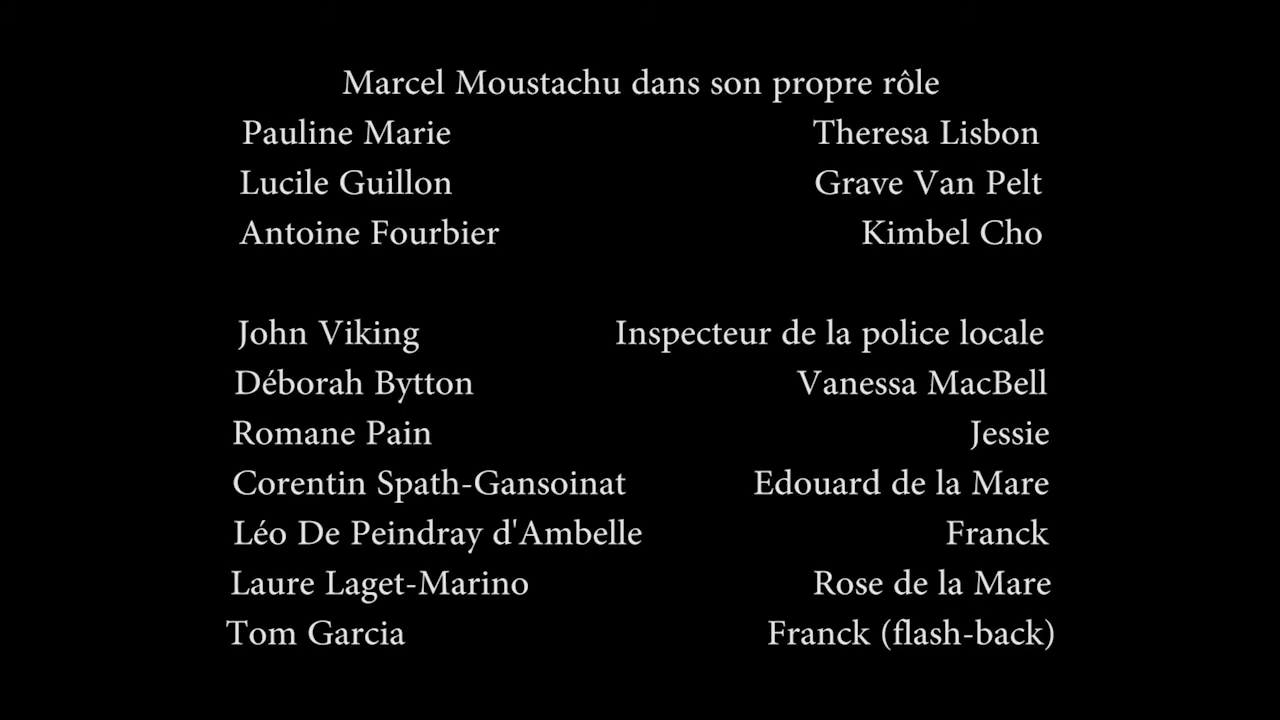 Marcel Moustachu dans son propre rôle
Pauline Marie Theresa Lisbon
Lucile Guillon Grave Van Pelt
Antoine Fourbier Kimbel Cho
John Viking Inspecteur de la police locale
Déborah Bytton Vanessa MacBell
Romane Pain Jessie
Corentin Spath-Gansoinat Edouard de la Mare
Léo De Peindray d'Ambelle Franck
Laure Laget-Marino Rose de la Mare
Tom Garcia Franck (flash-back)